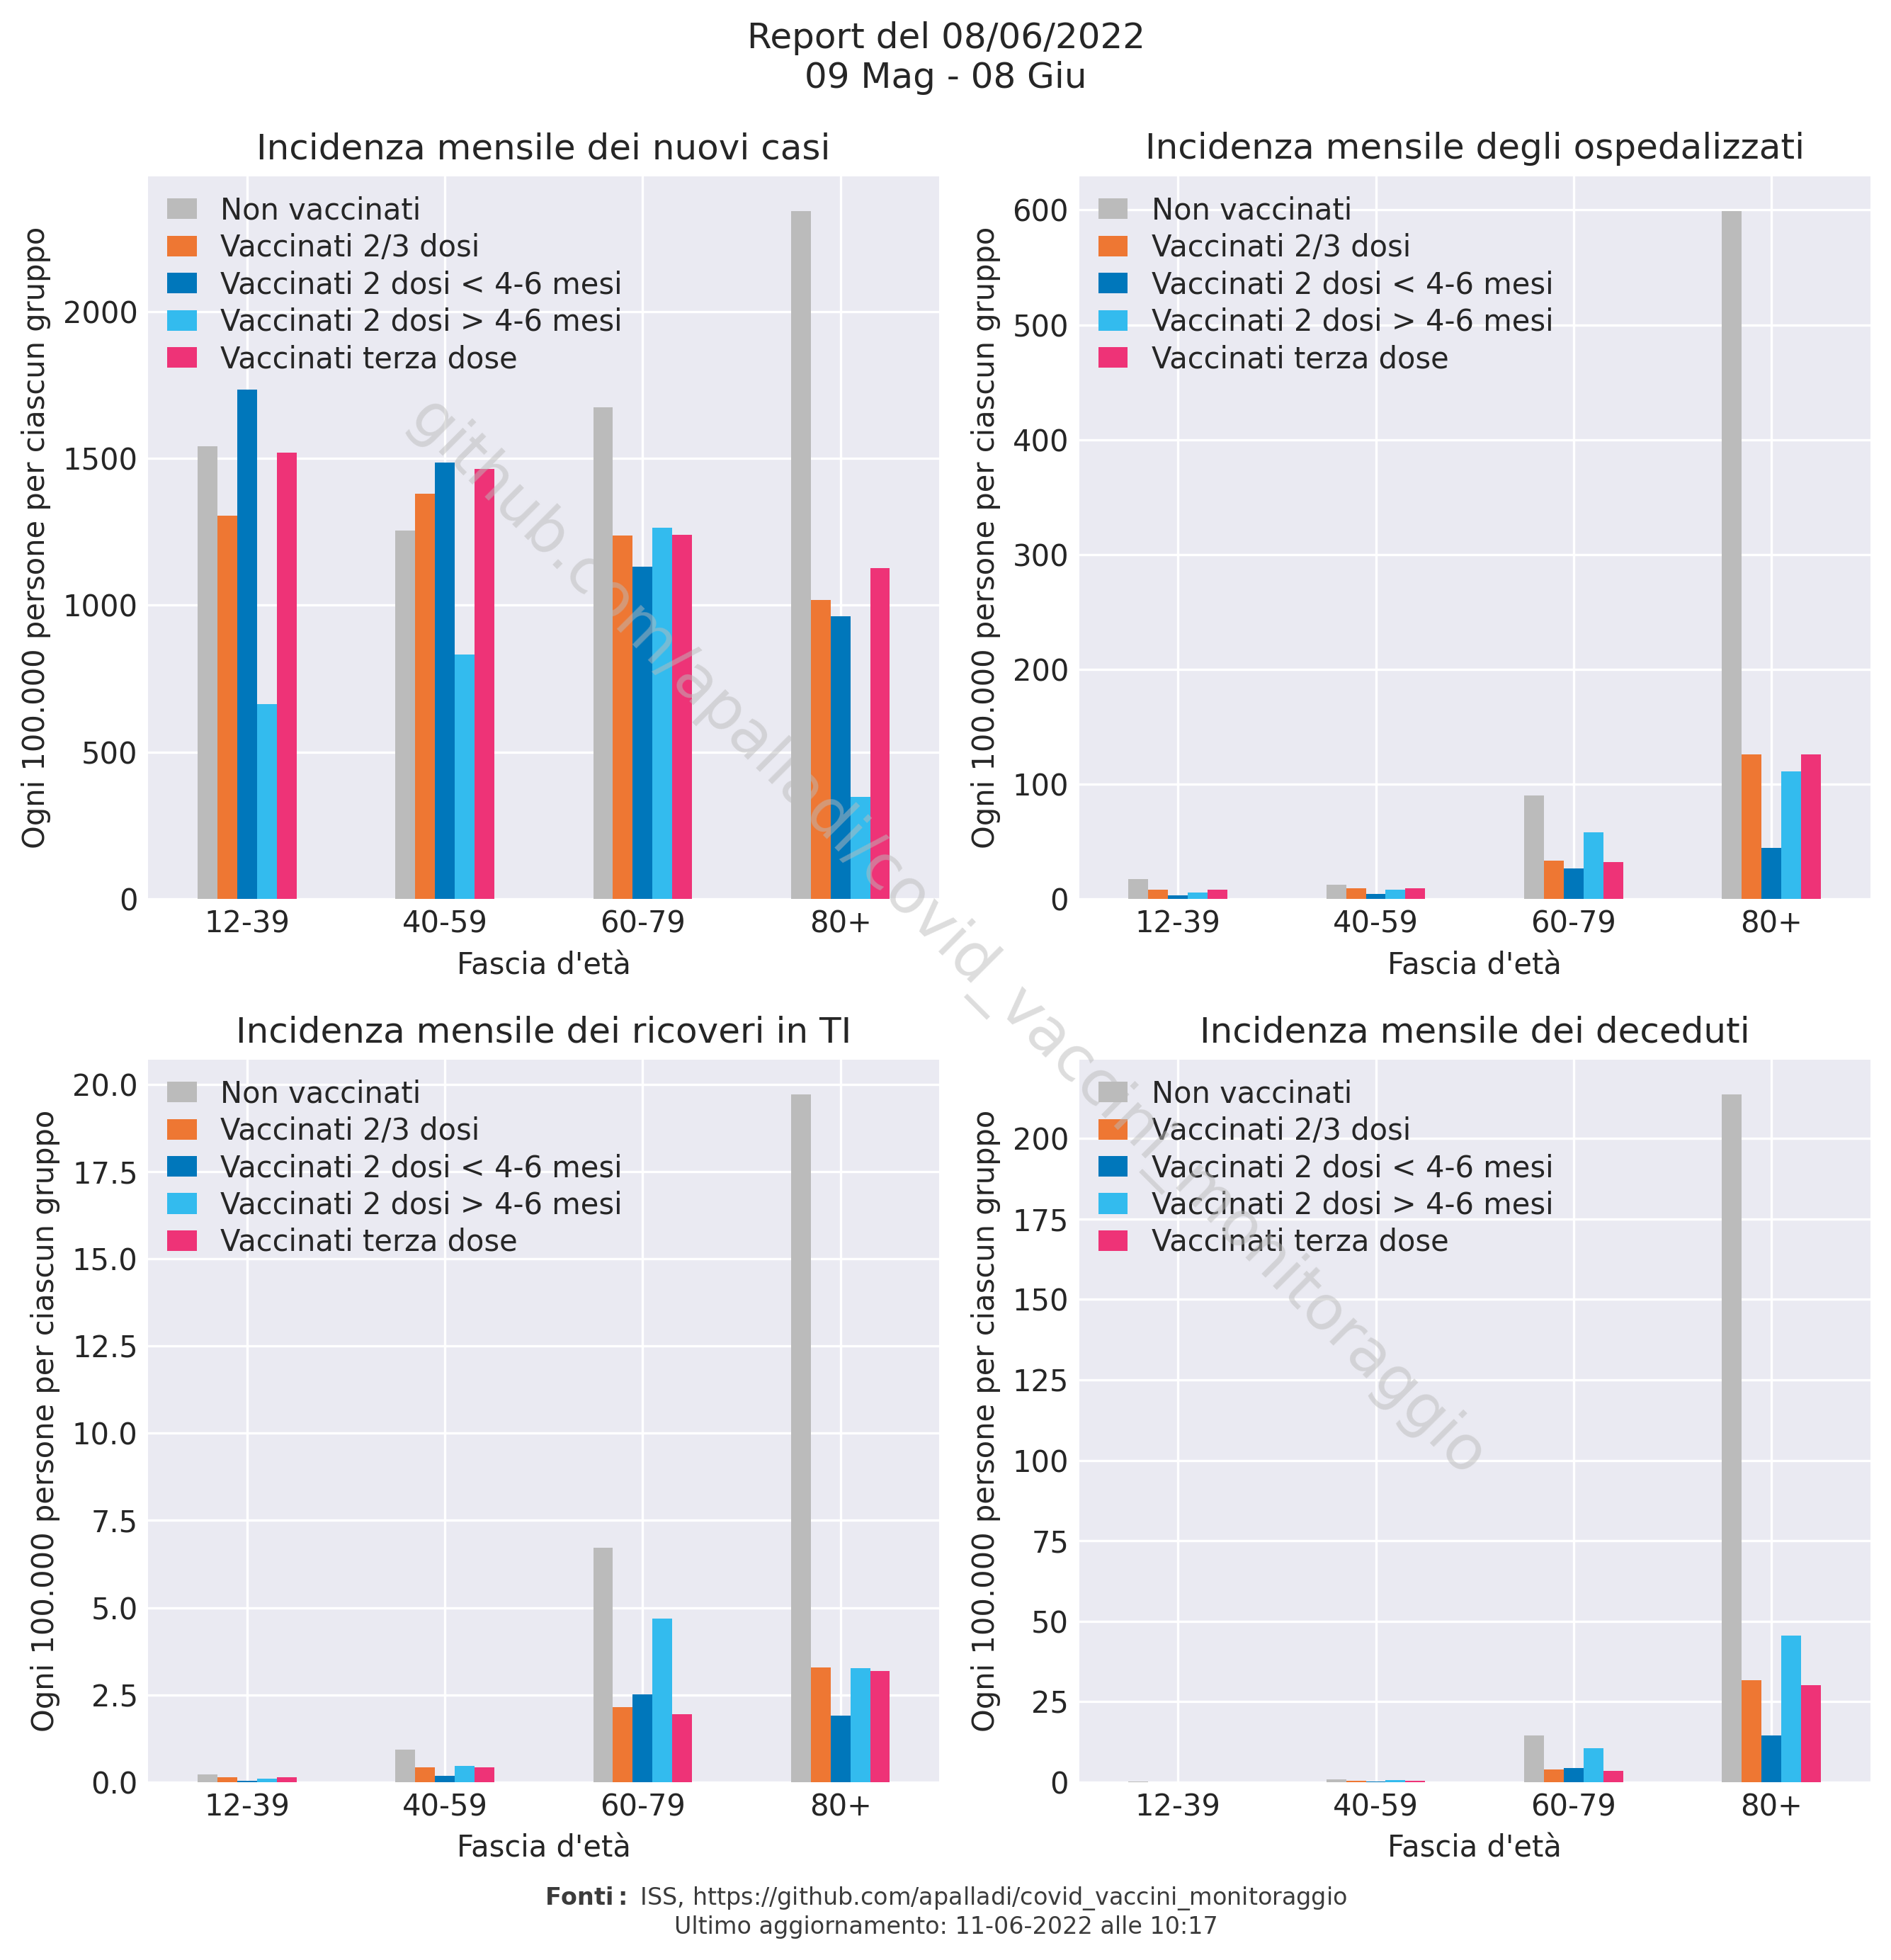 Report del 08/06/2022
09 Mag - 08 Giu
Incidenza mensile dei nuovi casi
Ogni 100.000 persone per ciascun gruppo
2000
1500
1000
500
0
Non vaccinati
Vaccinati 2/3 dosi
Vaccinati 2 dosi < 4-6 mesi
Vaccinati 2 dosi > 4-6 mesi
Vaccinati terza dose
12-39
40-59
60-79
80+
Fascia d'età
Incidenza mensile degli ospedalizzati
Ogni 100.000 persone per ciascun gruppo
600
500
400
300
200
100
0
Non vaccinati
Vaccinati 2/3 dosi
Vaccinati 2 dosi < 4-6 mesi
Vaccinati 2 dosi > 4-6 mesi
Vaccinati terza dose
12-39
40-59
60-79
80+
Fascia d'età
Incidenza mensile dei ricoveri in TI
Ogni 100.000 persone per ciascun gruppo
20.0
17.5
15.0
12.5
10.0
7.5
5.0
2.5
0.0
Non vaccinati
Vaccinati 2/3 dosi
Vaccinati 2 dosi < 4-6 mesi
Vaccinati 2 dosi > 4-6 mesi
Vaccinati terza dose
12-39
40-59
60-79
80+
Fascia d'età
Incidenza mensile dei deceduti
Ogni 100.000 persone per ciascun gruppo
200
175
150
125
100
75
50
25
0
Non vaccinati
Vaccinati 2/3 dosi
Vaccinati 2 dosi < 4-6 mesi
Vaccinati 2 dosi > 4-6 mesi
Vaccinati terza dose
12-39
40-59
60-79
80+
Fascia d'età
github.com/apalladi/covid_vaccini_monitoraggio
Fonti: ISS, https://github.com/apalladi/covid_vaccini_monitoraggio
Ultimo aggiornamento: 11-06-2022 alle 10:17